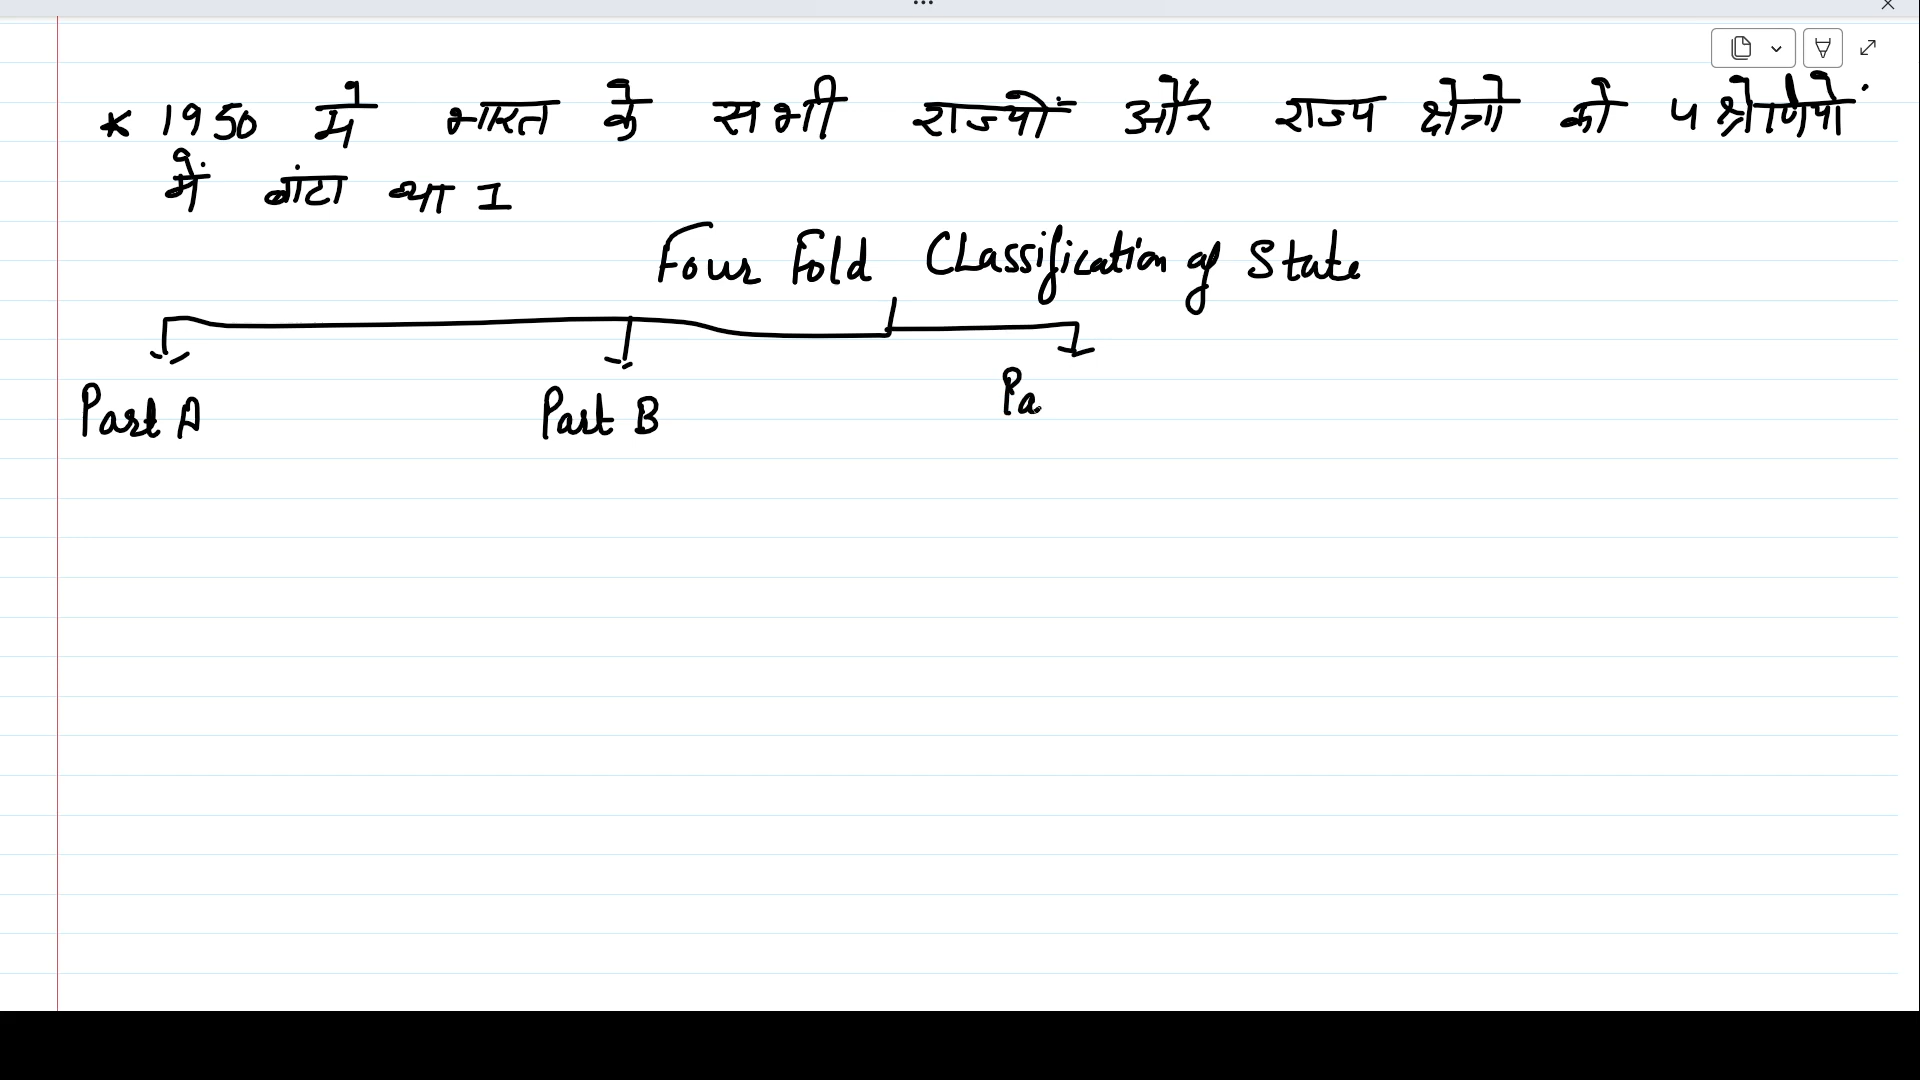 * 1950 में भारत के सभी राज्यों और राज्य क्षेत्रो को 4 श्रेणियों
में बांटा था I
Four Fold Classification of State
Part A Part B Pa